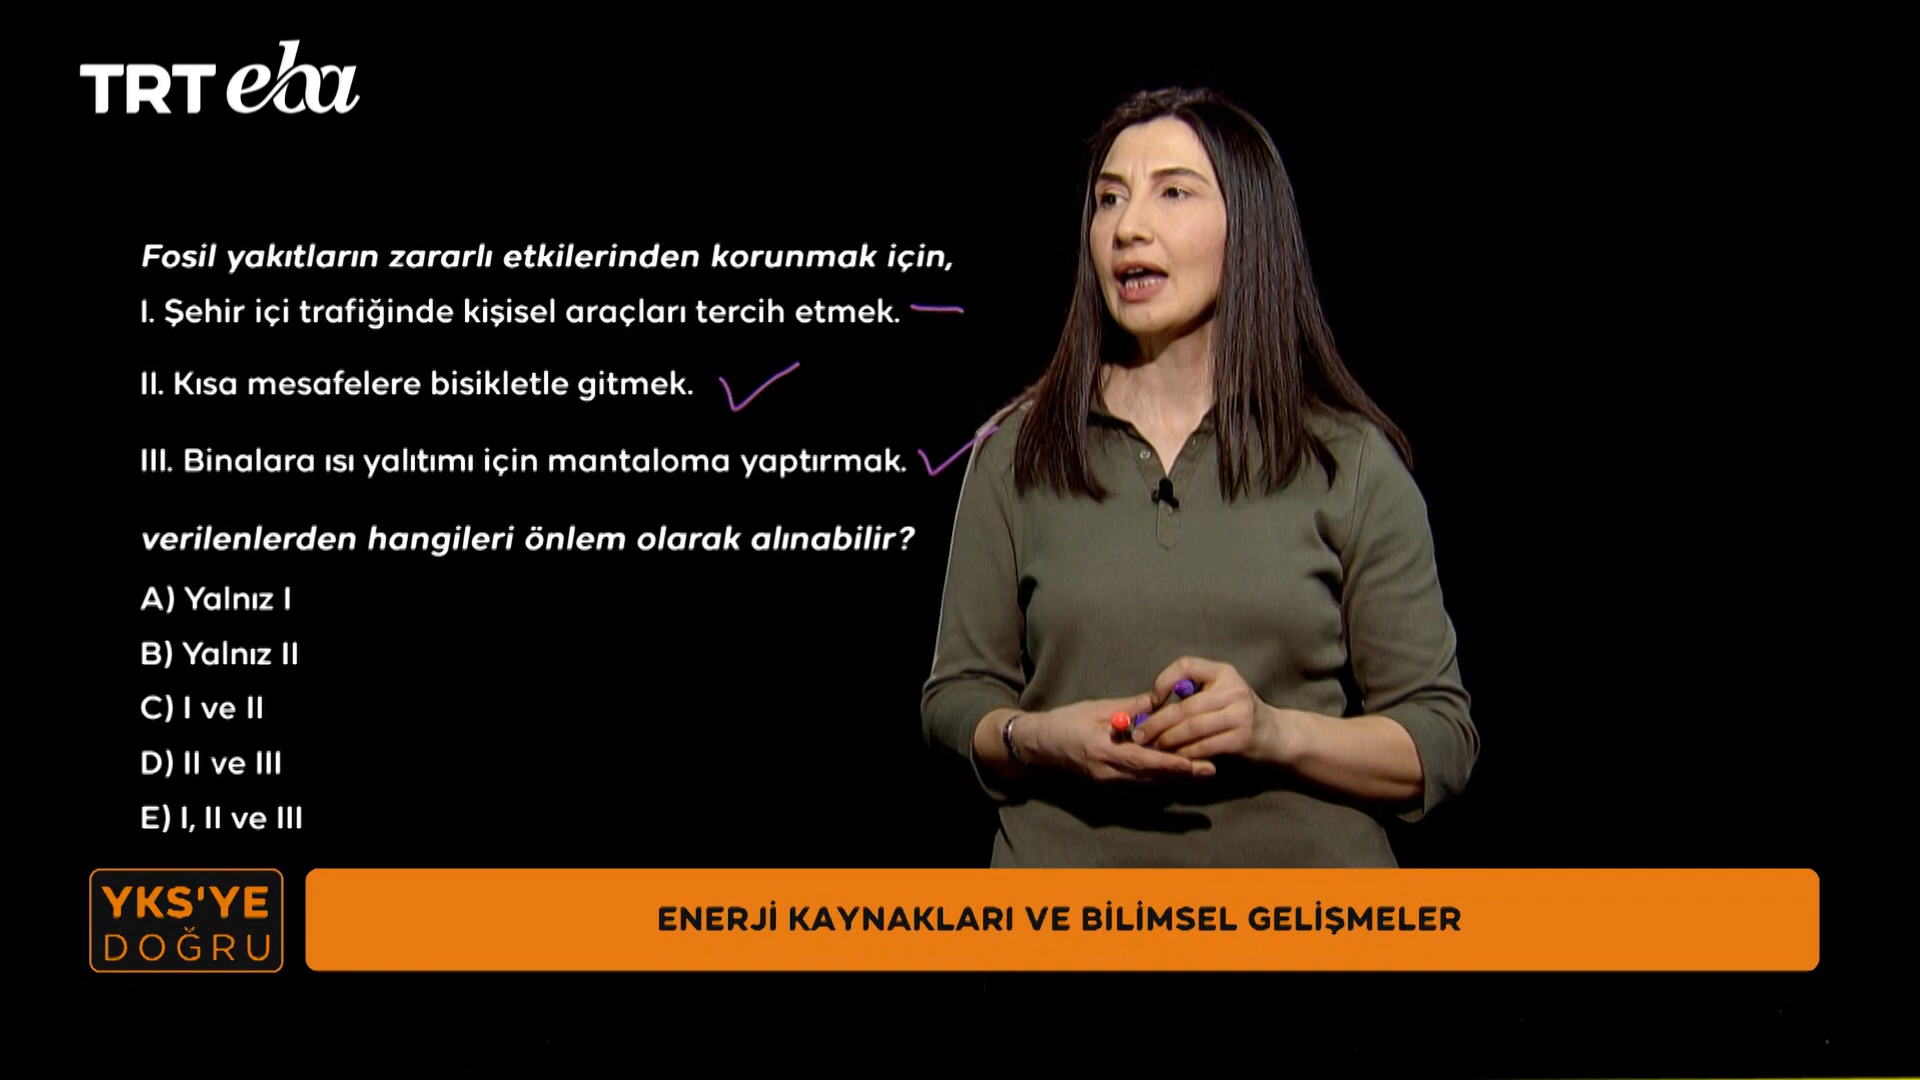 TRT eba
Fosil yakıtların zararlı etkilerinden korunmak için,
I. Şehir içi trafiğinde kişisel araçları tercih etmek.
II. Kısa mesafelere bisikletle gitmek.
III. Binalara ısı yalıtımı için mantaloma yaptırmak.
verilenlerden hangileri önlem olarak alınabilir?
A) Yalnız I
B) Yalnız II
C) I ve II
D) II ve III
E) I, II ve III
YKS'YE
DOĞRU
ENERJİ KAYNAKLARI VE BİLİMSEL GELİŞMELER